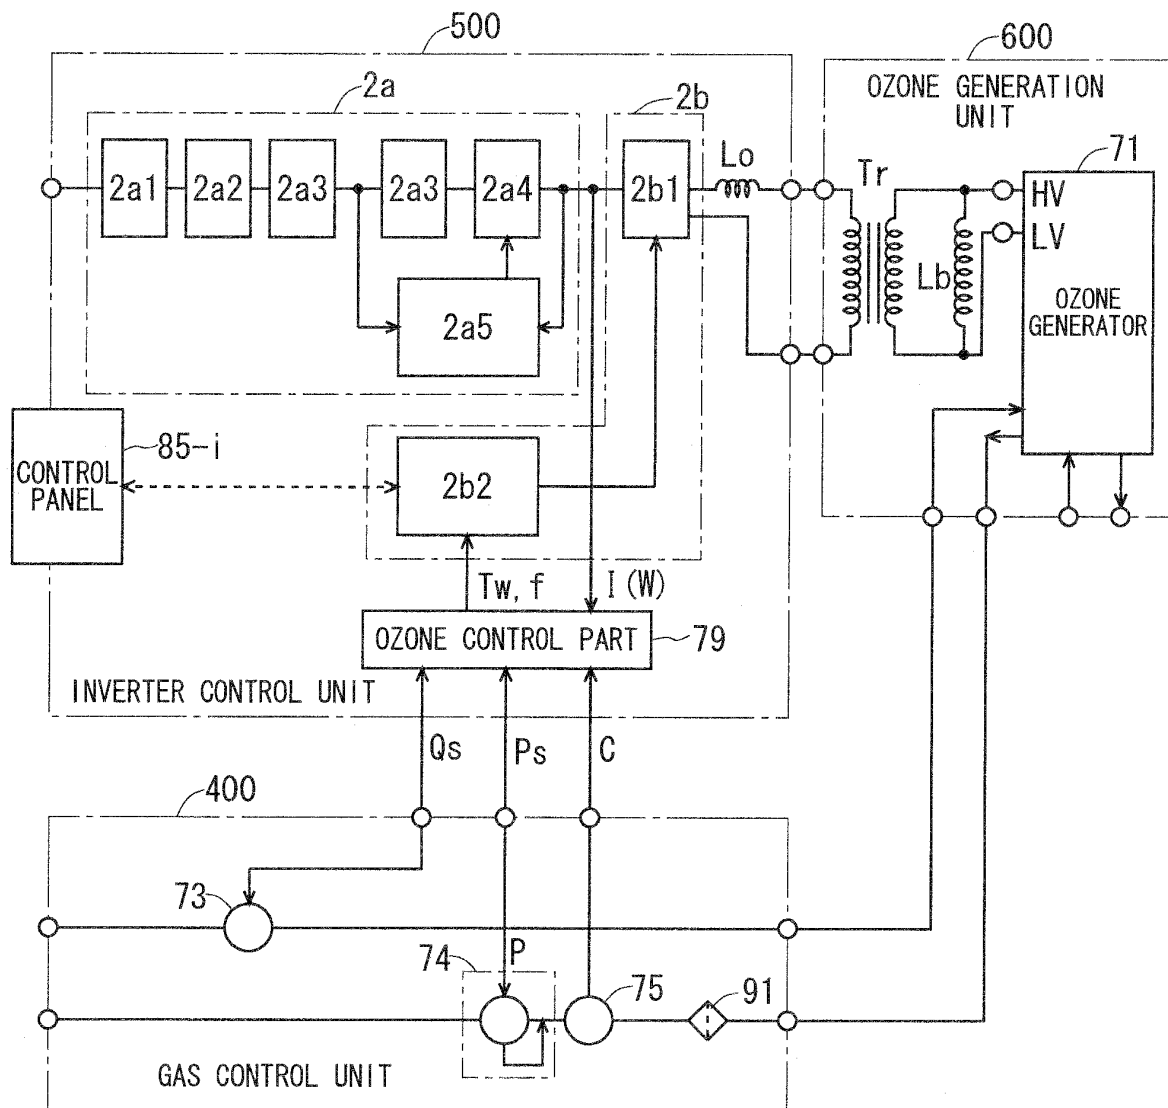 500
600
2a
2b
OZONE GENERATION
UNIT
71
2a1
2a2
2a3
2a3
2a4
2b1
Lo
Tr
HV
LV
Lb
OZONE
GENERATOR
2a5
85-i
CONTROL
PANEL
2b2
Tw, f
I (W)
OZONE CONTROL PART
79
INVERTER CONTROL UNIT
Qs
Ps
C
400
73
74
P
75
91
GAS CONTROL UNIT